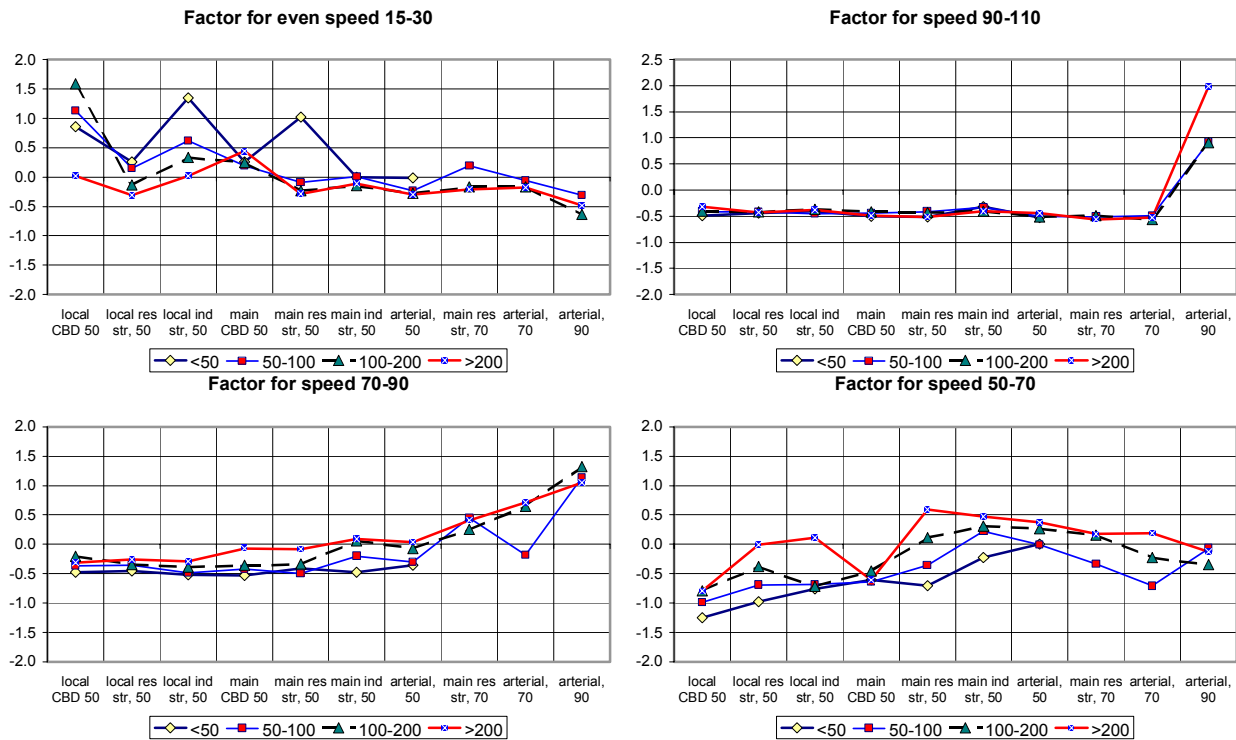 Factor for even speed 15-30
2.0
1.5
1.0
0.5
0.0
-0.5
-1.0
-1.5
-2.0
local CBD 50
local res str, 50
local ind str, 50
main CBD 50
main res str, 50
main ind str, 50
arterial, 50
main res str, 70
arterial, 70
arterial, 90
<50 50-100 100-200 >200
Factor for speed 90-110
2.5
2.0
1.5
1.0
0.5
0.0
-0.5
-1.0
-1.5
-2.0
local CBD 50
local res str, 50
local ind str, 50
main CBD 50
main res str, 50
main ind str, 50
arterial, 50
main res str, 70
arterial, 70
arterial, 90
<50 50-100 100-200 >200
Factor for speed 70-90
2.0
1.5
1.0
0.5
0.0
-0.5
-1.0
-1.5
-2.0
local CBD 50
local res str, 50
local ind str, 50
main CBD 50
main res str, 50
main ind str, 50
arterial, 50
main res str, 70
arterial, 70
arterial, 90
<50 50-100 100-200 >200
Factor for speed 50-70
2.0
1.5
1.0
0.5
0.0
-0.5
-1.0
-1.5
-2.0
local CBD 50
local res str, 50
local ind str, 50
main CBD 50
main res str, 50
main ind str, 50
arterial, 50
main res str, 70
arterial, 70
arterial, 90
<50 50-100 100-200 >200